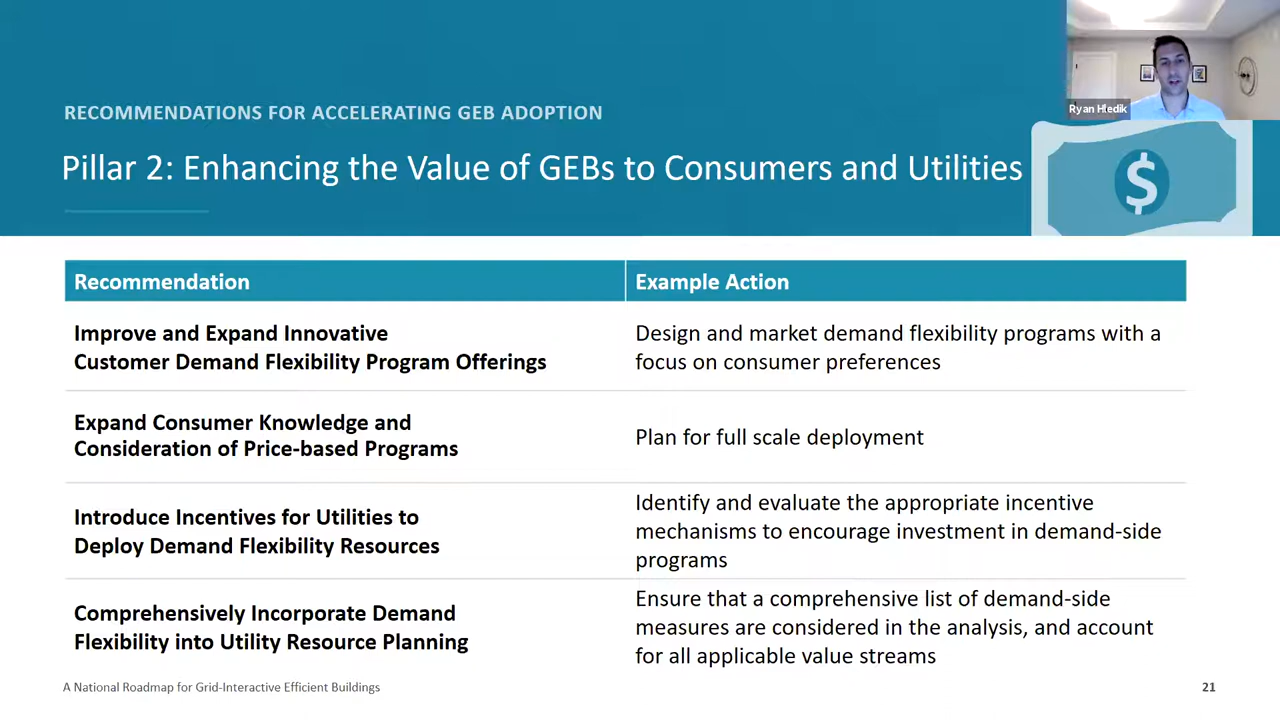 Ryan Hledik
RECOMMENDATIONS FOR ACCELERATING GEB ADOPTION
Pillar 2: Enhancing the Value of GEBs to Consumers and Utilities
$
Recommendation
Example Action
Improve and Expand Innovative
Customer Demand Flexibility Program Offerings
Design and market demand flexibility programs with a
focus on consumer preferences
Expand Consumer Knowledge and
Consideration of Price-based Programs
Plan for full scale deployment
Introduce Incentives for Utilities to
Deploy Demand Flexibility Resources
Identify and evaluate the appropriate incentive
mechanisms to encourage investment in demand-side
programs
Comprehensively Incorporate Demand
Flexibility into Utility Resource Planning
Ensure that a comprehensive list of demand-side
measures are considered in the analysis, and account
for all applicable value streams
A National Roadmap for Grid-Interactive Efficient Buildings
21